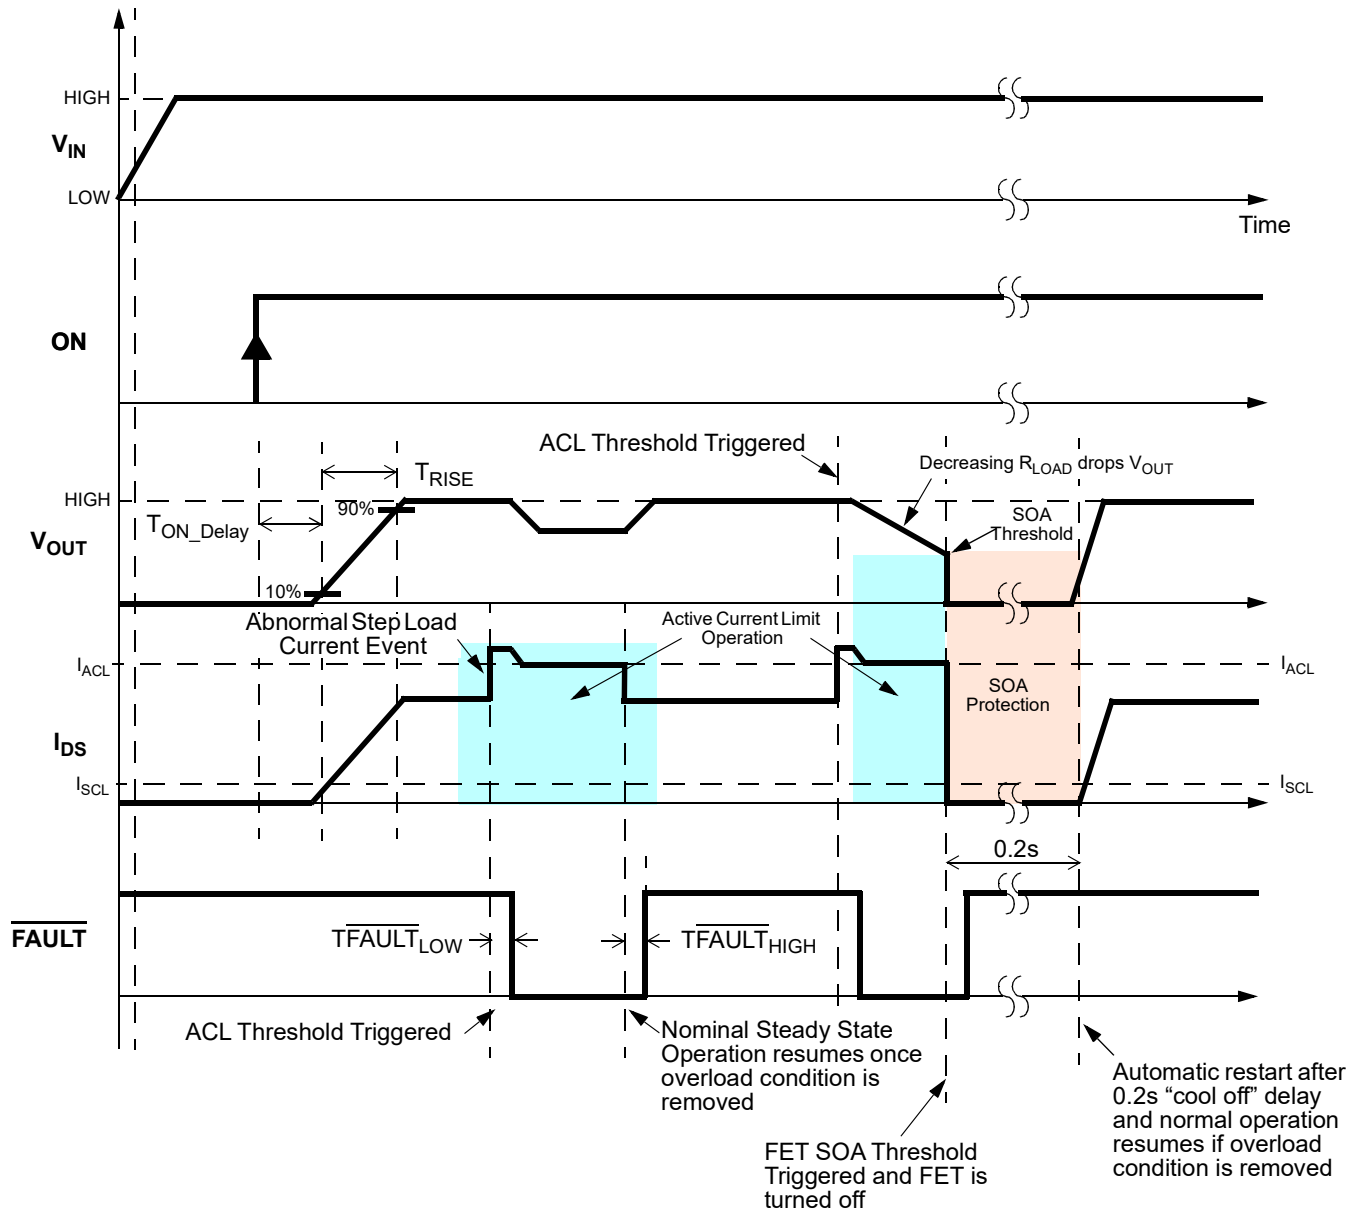 HIGH
VIN
LOW
Time
ON
ACL Threshold Triggered
Decreasing RLOAD drops VOUT
TRISE
HIGH
90%
TON_Delay
SOA
Threshold
VOUT
10%
Abnormal Step Load
Current Event
Active Current Limit
Operation
IACL
IACL
SOA
Protection
IDS
ISCL
ISCL
0.2s
FAULT
TFAULTLOW
TFAULTHIGH
ACL Threshold Triggered
Nominal Steady State
Operation resumes once
overload condition is
removed
Automatic restart after
0.2s “cool off” delay
and normal operation
resumes if overload
condition is removed
FET SOA Threshold
Triggered and FET is
turned off